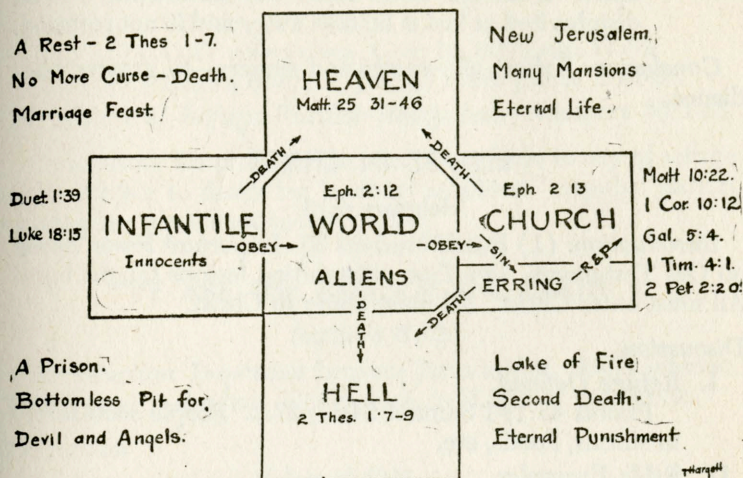 A Rest - 2 Thes 1-7.
No More Curse - Death.
Marriage Feast.
HEAVEN
Matt. 25 31-46
New Jerusalem.
Many Mansions
Eternal Life.
DEATH
DEATH
Duet. 1:39
Luke 18:15
INFANTILE
Innocents
OBEY
Eph. 2:12
WORLD
ALIENS
OBEY
Eph. 2 13
CHURCH
SIN
R&P
ERRING
DEATH
DEATH
Matt 10:22.
1 Cor. 10:12
Gal. 5:4.
1 Tim. 4:1.
2 Pet. 2:20
A Prison.
Bottomless Pit for,
Devil and Angels.
HELL
2 Thes. 1:7-9
Lake of Fire
Second Death.
Eternal Punishment
THargett